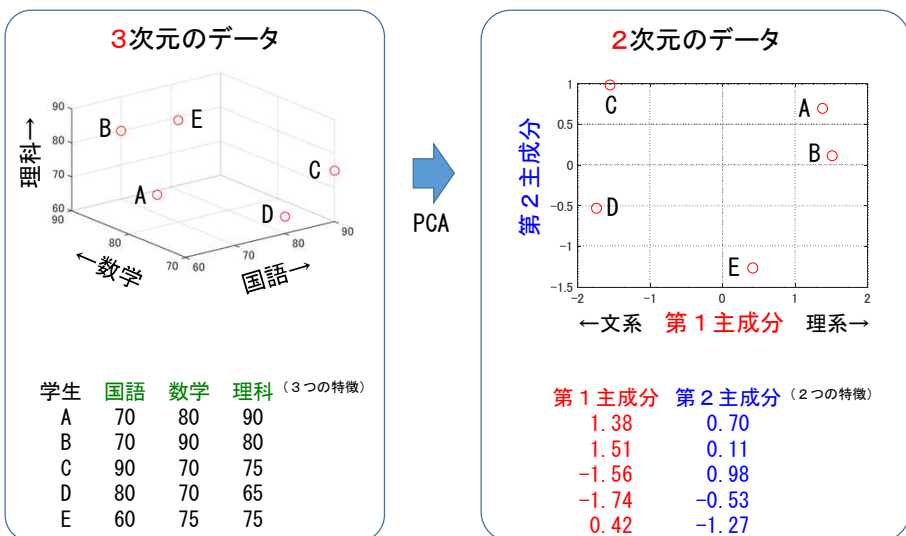 3次元のデータ
90
80
70
60
理科→
B
E
C
A
D
90
80
70
60
70
80
90
←数学
国語→
学生 国語 数学 理科 (3つの特徴)
A 70 80 90
B 70 90 80
C 90 70 75
D 80 70 65
E 60 75 75
PCA
2次元のデータ
1
0.5
0
-0.5
-1
-1.5
第2主成分
C
A
B
D
E
-2 -1 0 1 2
←文系 第1主成分 理系→
第1主成分 第2主成分 (2つの特徴)
1.38 0.70
1.51 0.11
-1.56 0.98
-1.74 -0.53
0.42 -1.27